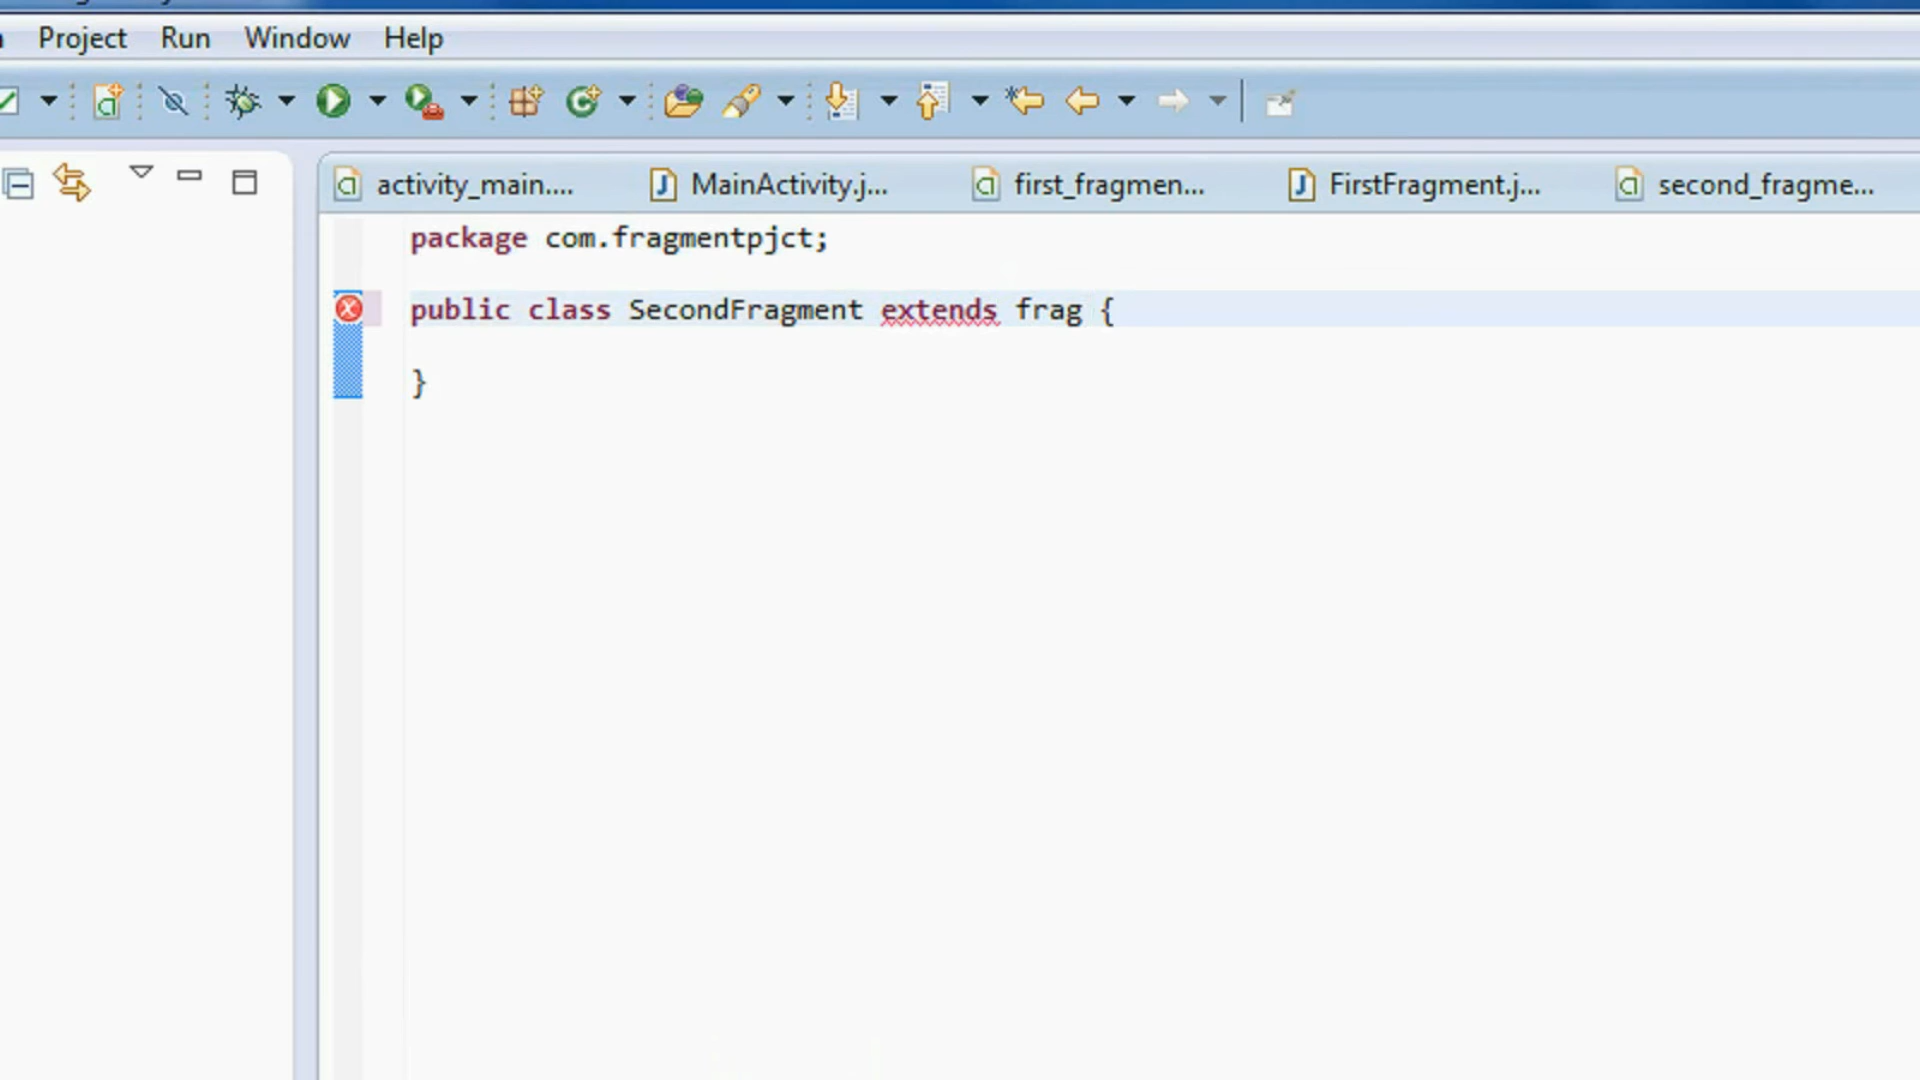 Project Run Window Help
activity_main.... MainActivity.j... first_fragmen... FirstFragment.j... second_fragme...
package com.fragmentpjct;
public class SecondFragment extends frag {
}